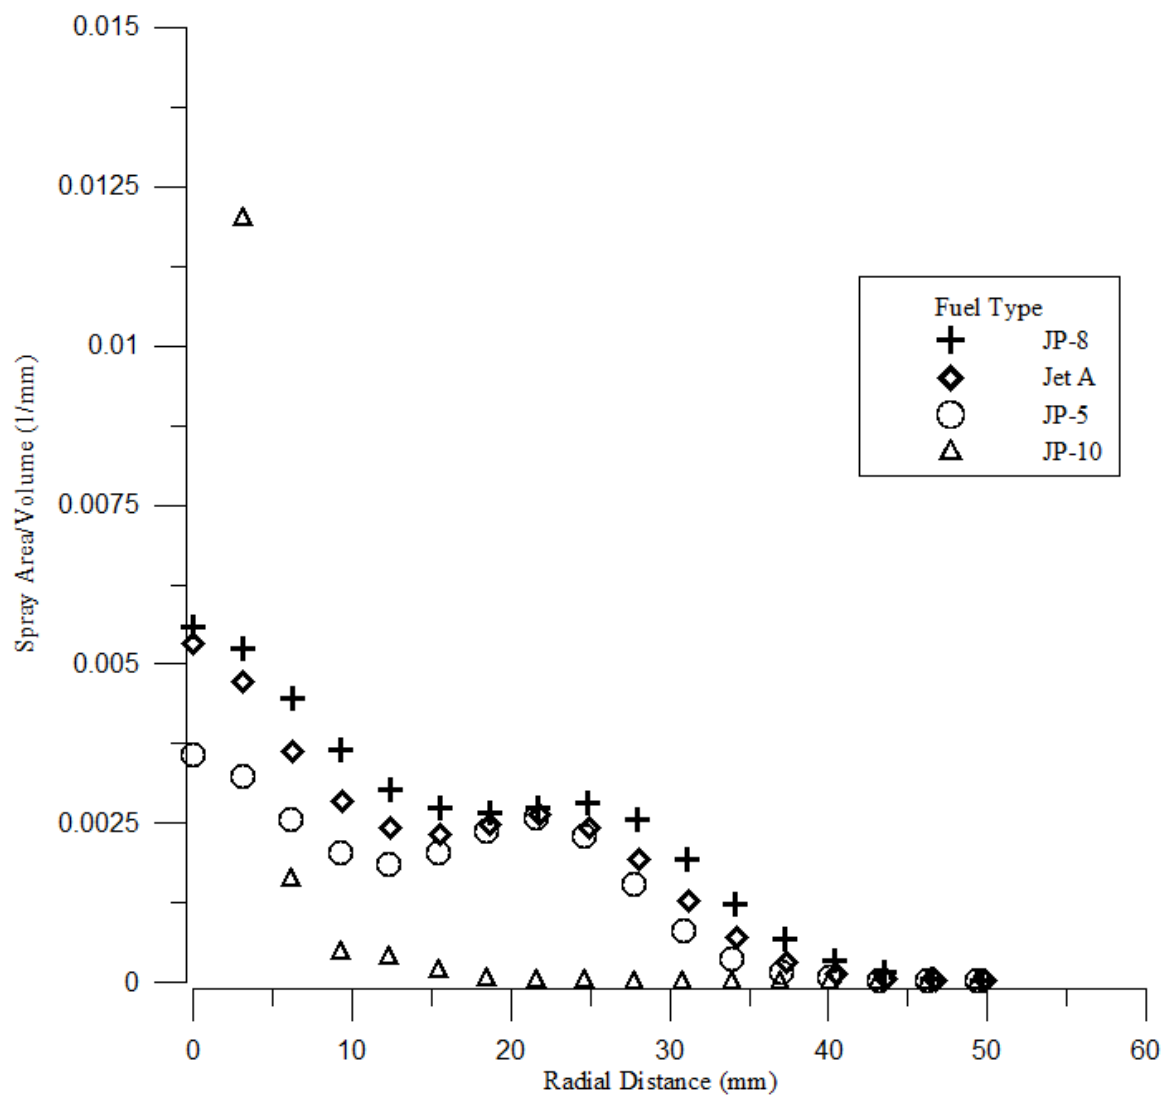 0.015
0.0125
0.01
0.0075
0.005
0.0025
0
Spray Area/Volume (1/mm)
Fuel Type
JP-8
Jet A
JP-5
JP-10
0 10 20 30 40 50 60
Radial Distance (mm)